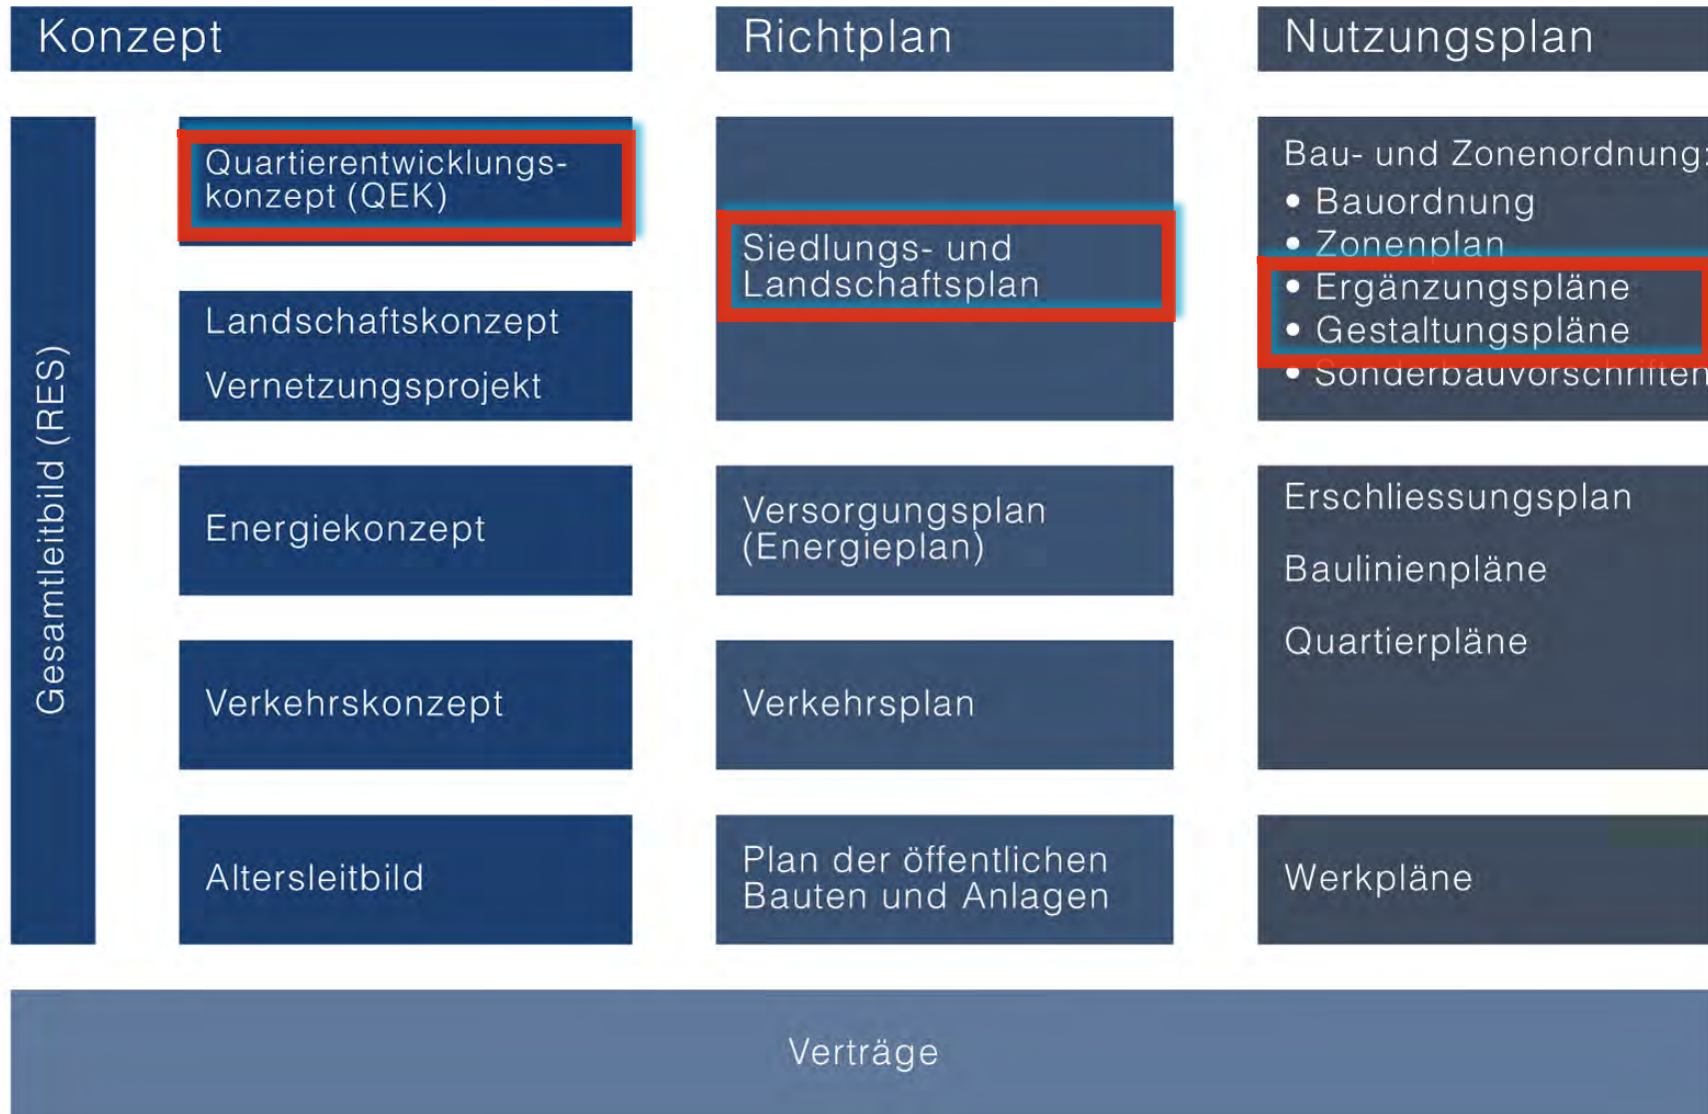 Konzept
Richtplan
Nutzungsplan
Gesamtleitbild (RES)
Quartierentwicklungs-
konzept (QEK)
Landschaftskonzept
Vernetzungsprojekt
Energiekonzept
Verkehrskonzept
Altersleitbild
Siedlungs- und
Landschaftsplan
Versorgungsplan
(Energieplan)
Verkehrsplan
Plan der öffentlichen
Bauten und Anlagen
Bau- und Zonenordnung:
• Bauordnung
• Zonenplan
• Ergänzungspläne
• Gestaltungspläne
• Sonderbauvorschriften
Erschliessungsplan
Baulinienpläne
Quartierpläne
Werkpläne
Verträge